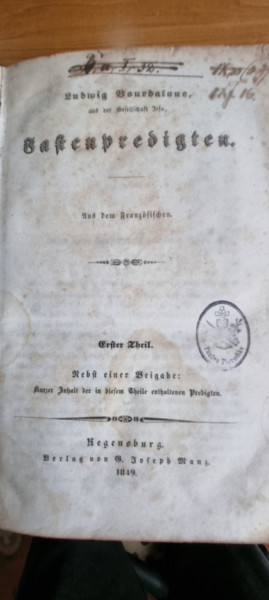 Ludwig Bourdaloue,
aus der Gesellschaft Jesu,
Fastenpredigten.
Aus dem Französischen.
Erster Theil.
Nebst einer Beigabe:
Kurzer Inhalt der in diesem Theile enthaltenen Predigten.
Regensburg.
Verlag von G. Joseph Manz.
1849.